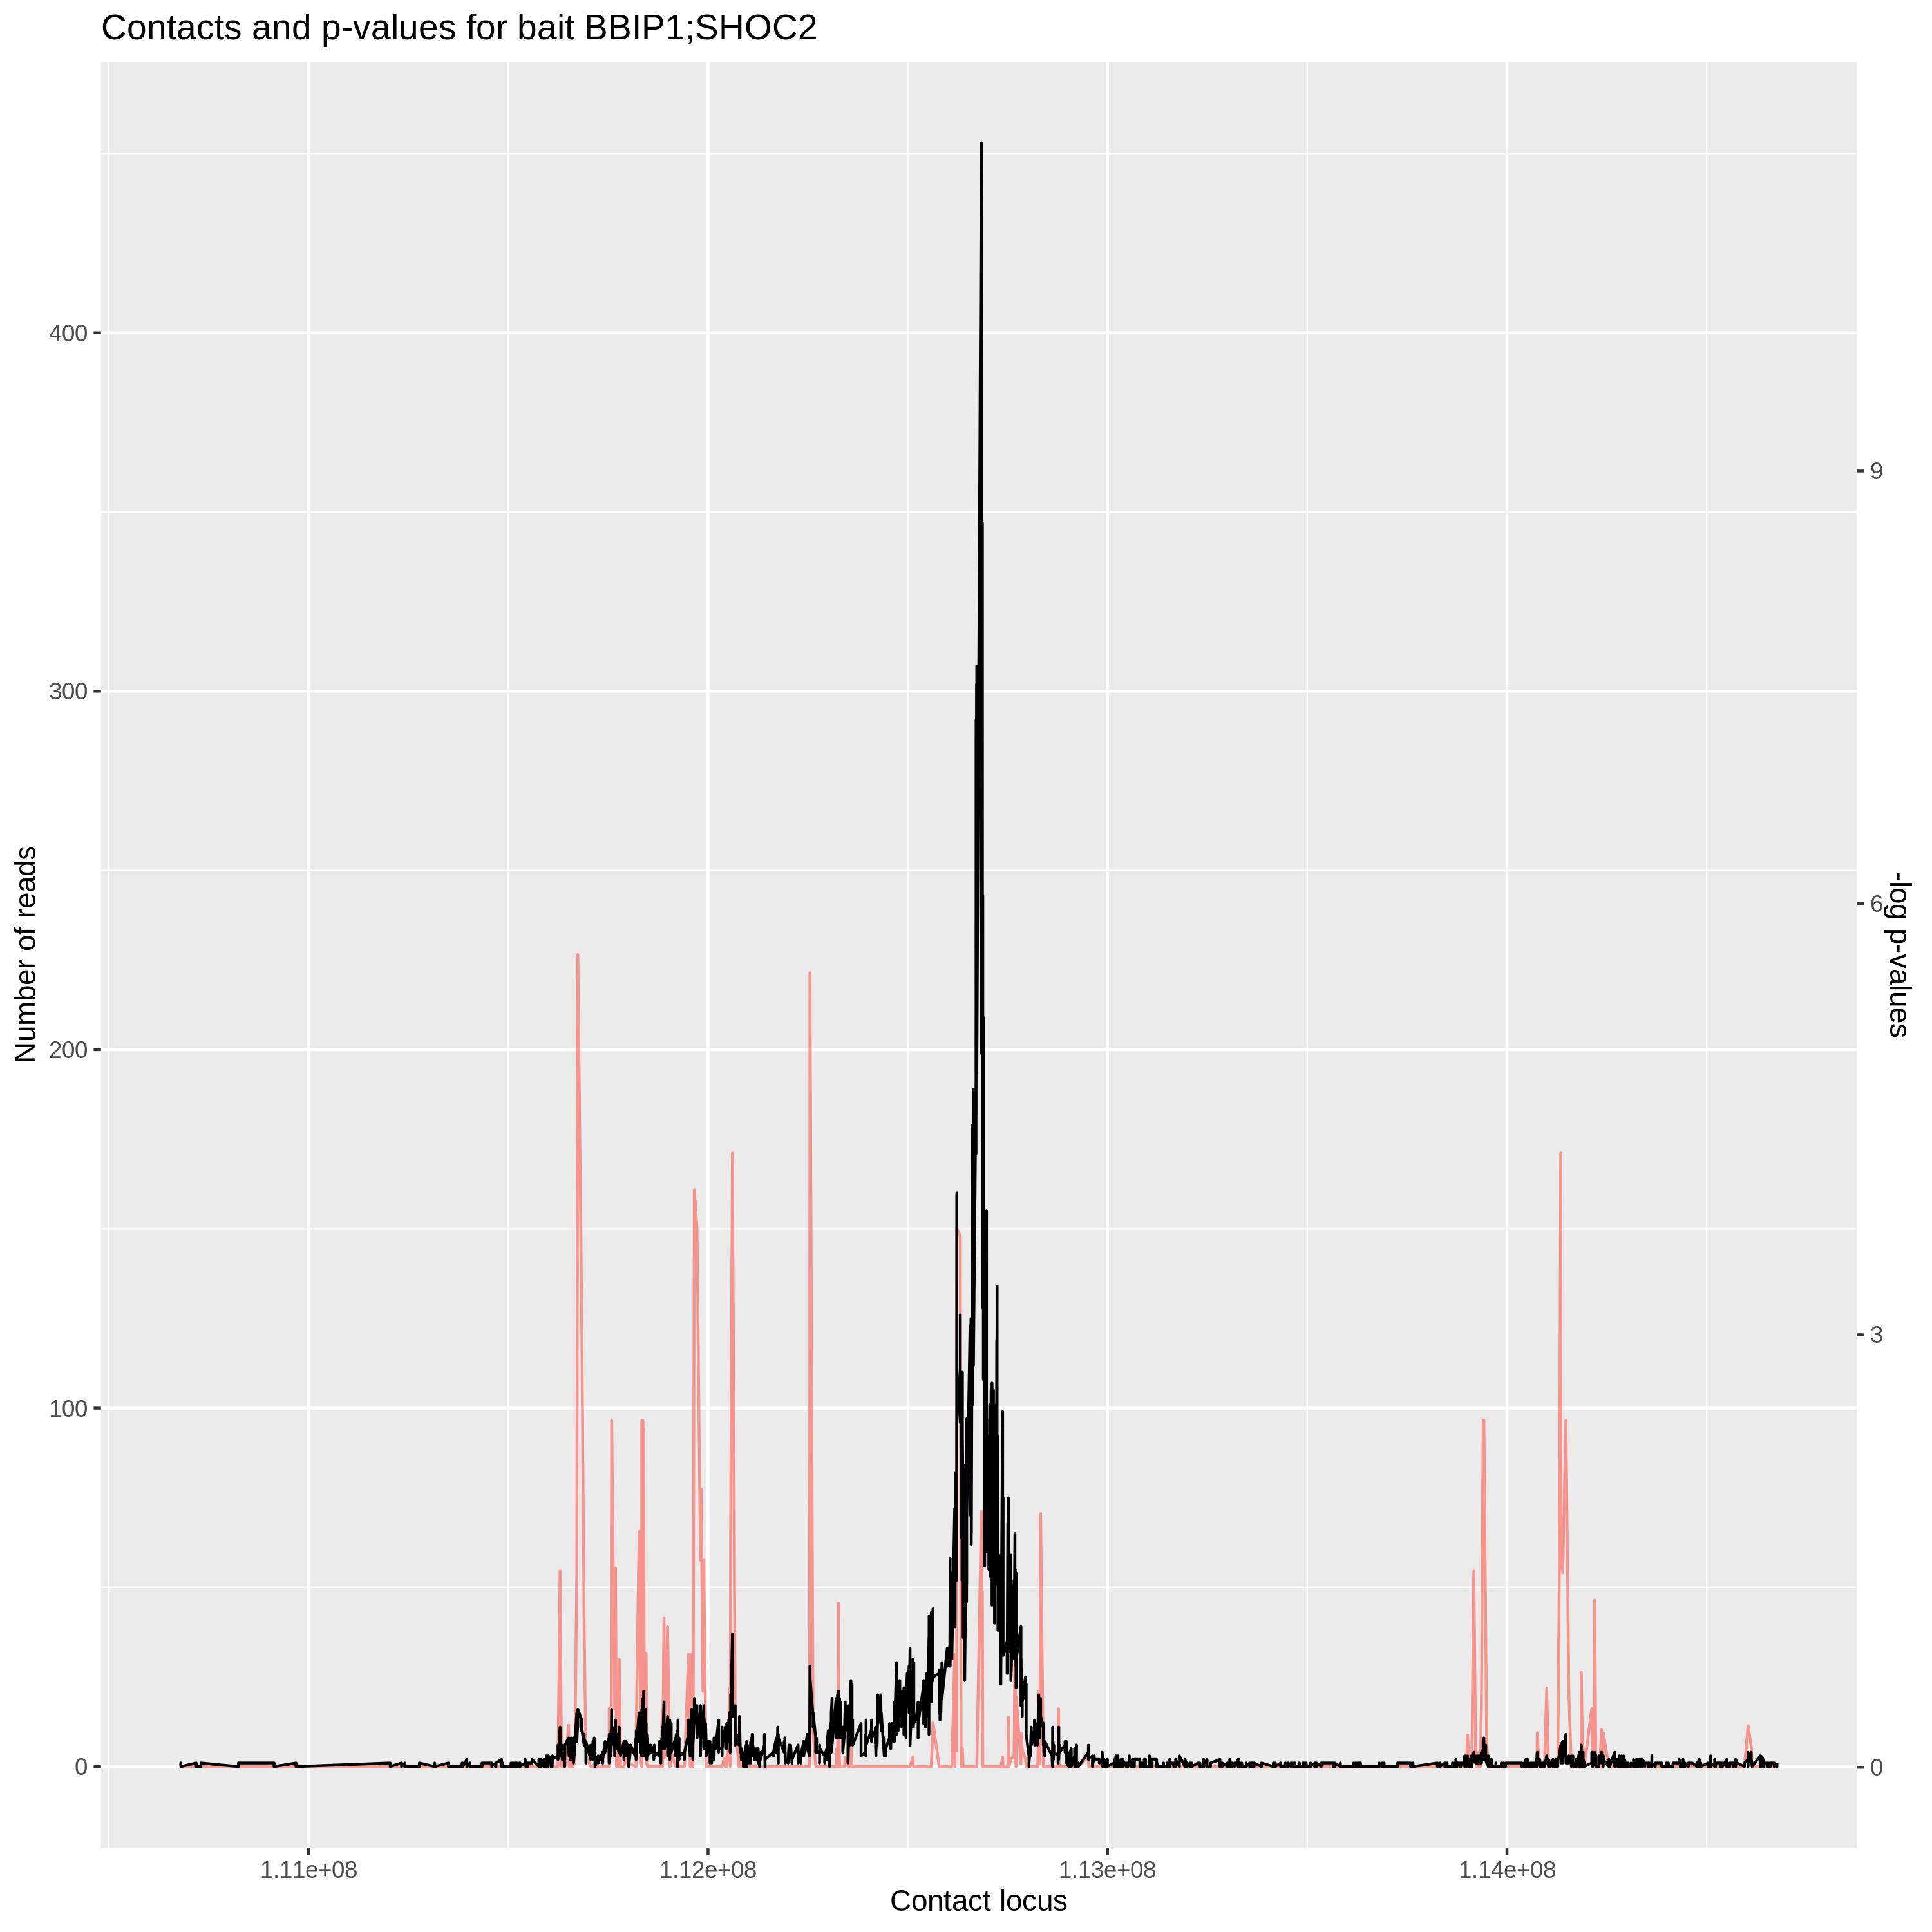 Contacts and p-values for bait BBIP1;SHOC2
400
300
200
100
0
Number of reads
9
6
3
0
-log p-values
1.11e+08
1.12e+08
1.13e+08
1.14e+08
Contact locus